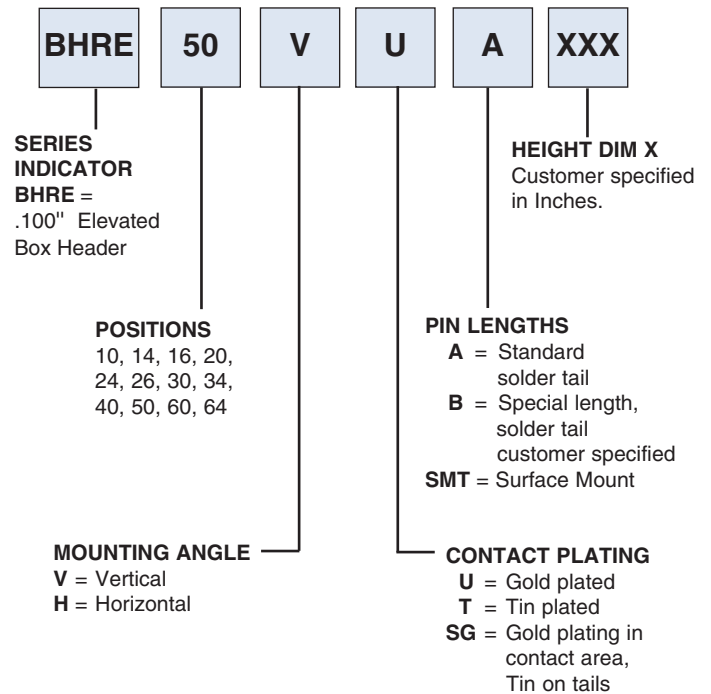 BHRE 50 V U A XXX
SERIES
INDICATOR
BHRE =
.100" Elevated
Box Header
HEIGHT DIM X
Customer specified
in Inches.
POSITIONS
10, 14, 16, 20,
24, 26, 30, 34,
40, 50, 60, 64
PIN LENGTHS
A = Standard
solder tail
B = Special length,
solder tail
customer specified
SMT = Surface Mount
MOUNTING ANGLE
V = Vertical
H = Horizontal
CONTACT PLATING
U = Gold plated
T = Tin plated
SG = Gold plating in
contact area,
Tin on tails